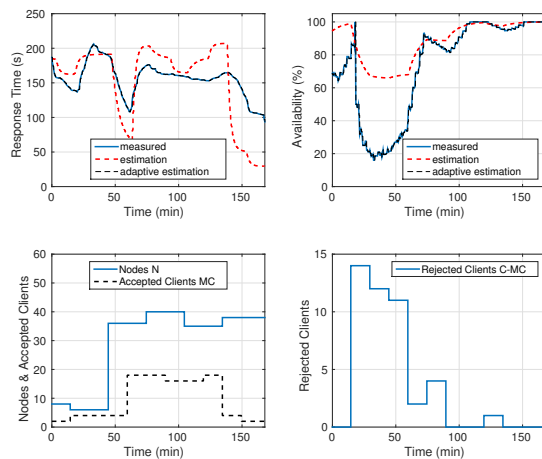 Response Time (s)
250
200
150
100
50
0
measured
estimation
adaptive estimation
0 50 100 150
Time (min)
Availability (%)
100
80
60
40
20
0
measured
estimation
adaptive estimation
0 50 100 150
Time (min)
Nodes & Accepted Clients
60
50
40
30
20
10
0
Nodes N
Accepted Clients MC
0 50 100 150
Time (min)
Rejected Clients
15
10
5
0
Rejected Clients C-MC
0 50 100 150
Time (min)